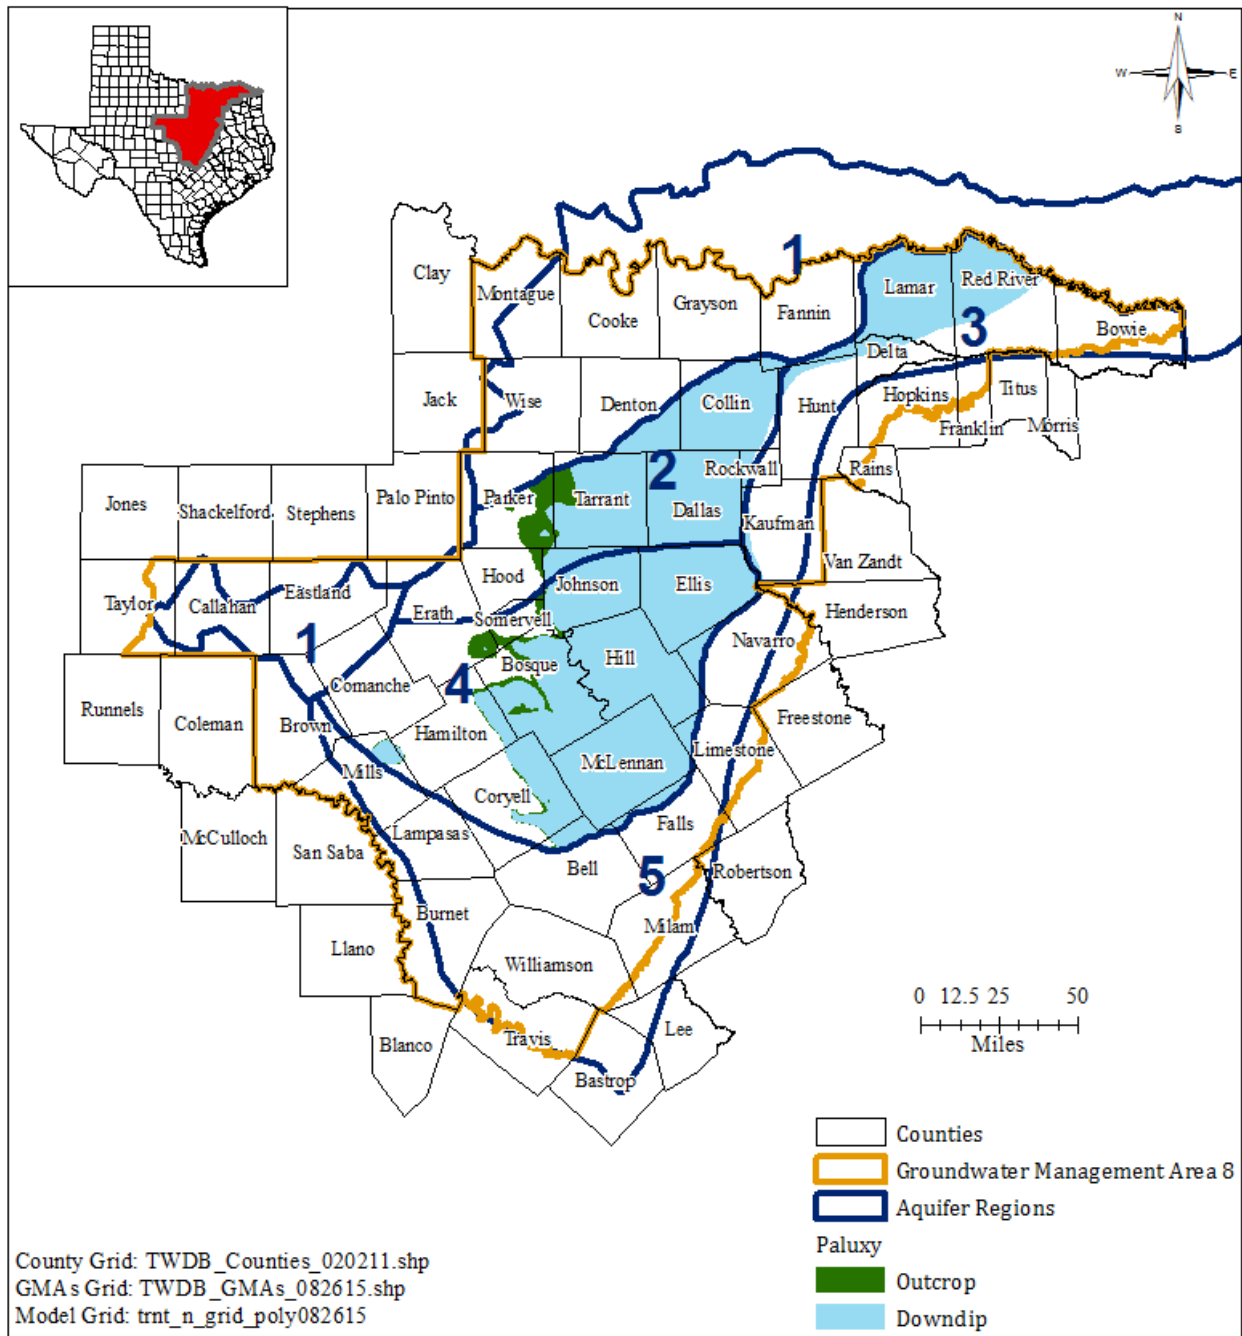 N
W E
S
1
Clay
Montague
Cooke
Grayson
Fannin
Lamar
Red River
3
Bowie
Delta
Jack
Wise
Denton
Collin
Hunt
Hopkins
Titus
Franklin
Morris
2
Rockwall
Rains
Jones
Shackelford
Stephens
Palo Pinto
Parker
Tarrant
Dallas
Kaufman
Van Zandt
Taylor
Callahan
Eastland
Erath
Hood
Johnson
Ellis
Henderson
Somervell
1
Navarro
Comanche
4
Bosque
Hill
Runnels
Coleman
Brown
Hamilton
Freestone
Mills
McLennan
Limestone
Coryell
McCulloch
San Saba
Lampasas
Falls
Bell
5
Robertson
Burnet
Milam
Llano
Williamson
Blanco
Travis
Lee
Bastrop
0 12.5 25 50
Miles
Counties
Groundwater Management Area 8
Aquifer Regions
Paluxy
Outcrop
Downdip
County Grid: TWDB_Counties_020211.shp
GMAs Grid: TWDB_GMAs_082615.shp
Model Grid: trnt_n_grid_poly082615